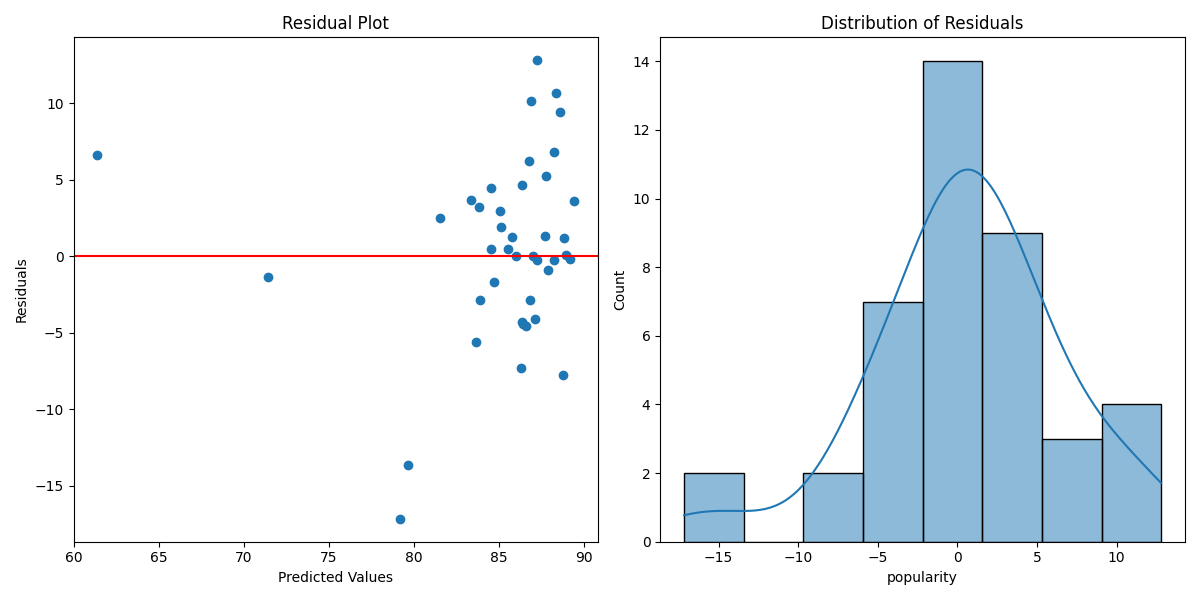 Residual Plot
Residuals
10
5
0
−5
−10
−15
60 65 70 75 80 85 90
Predicted Values
Distribution of Residuals
Count
14
12
10
8
6
4
2
0
−15 −10 −5 0 5 10
popularity